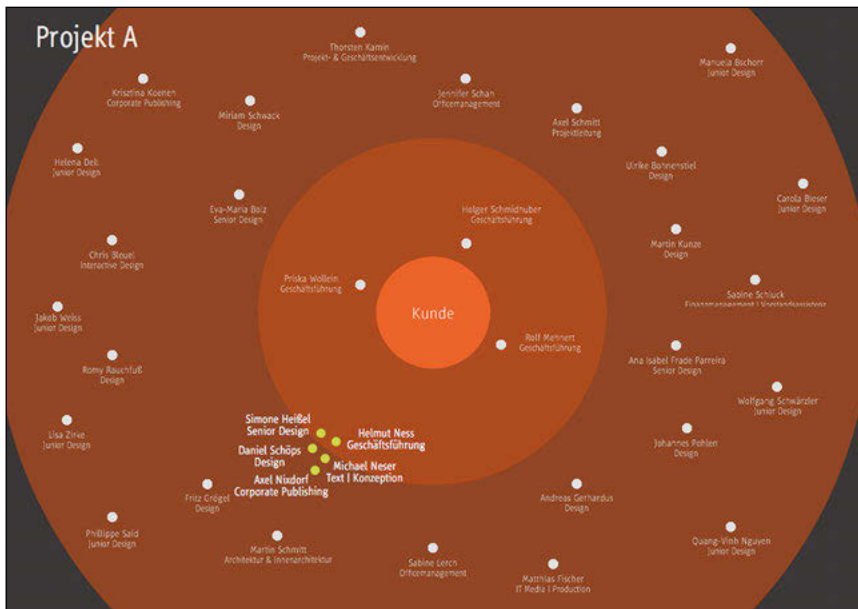 Projekt A
Thorsten Kamin
Projekt- & Geschäftsentwicklung
Manuela Bschorr
Junior Design
Krisztina Koenen
Corporate Publishing
Jennifer Schan
Officemanagement
Miriam Schwack
Design
Axel Schmitt
Projektleitung
Helena Dell
Junior Design
Ulrike Bohnenstiel
Design
Carola Bieser
Junior Design
Eva-Maria Bolz
Senior Design
Holger Schmidhuber
Geschäftsführung
Chris Bleuel
Interactive Design
Martin Kunze
Design
Priska Wollein
Geschäftsführung
Sabine Schluck
Kunde
Jakob Weiss
Junior Design
Rolf Mehnert
Geschäftsführung
Ana Isabel Frade Parreira
Senior Design
Romy Rauchfuß
Design
Wolfgang Schwärzler
Junior Design
Simone Heißel
Senior Design
Helmut Ness
Geschäftsführung
Lisa Zirke
Junior Design
Daniel Schöps
Design
Johannes Pohlen
Design
Michael Neser
Text | Konzeption
Axel Nixdorf
Corporate Publishing
Fritz Grögel
Design
Andreas Gerhardus
Design
Phillippe Said
Junior Design
Martin Schmitt
Architektur & Innenarchitektur
Sabine Lerch
Officemanagement
Matthias Fischer
IT Media | Production
Quang-Vinh Nguyen
Junior Design